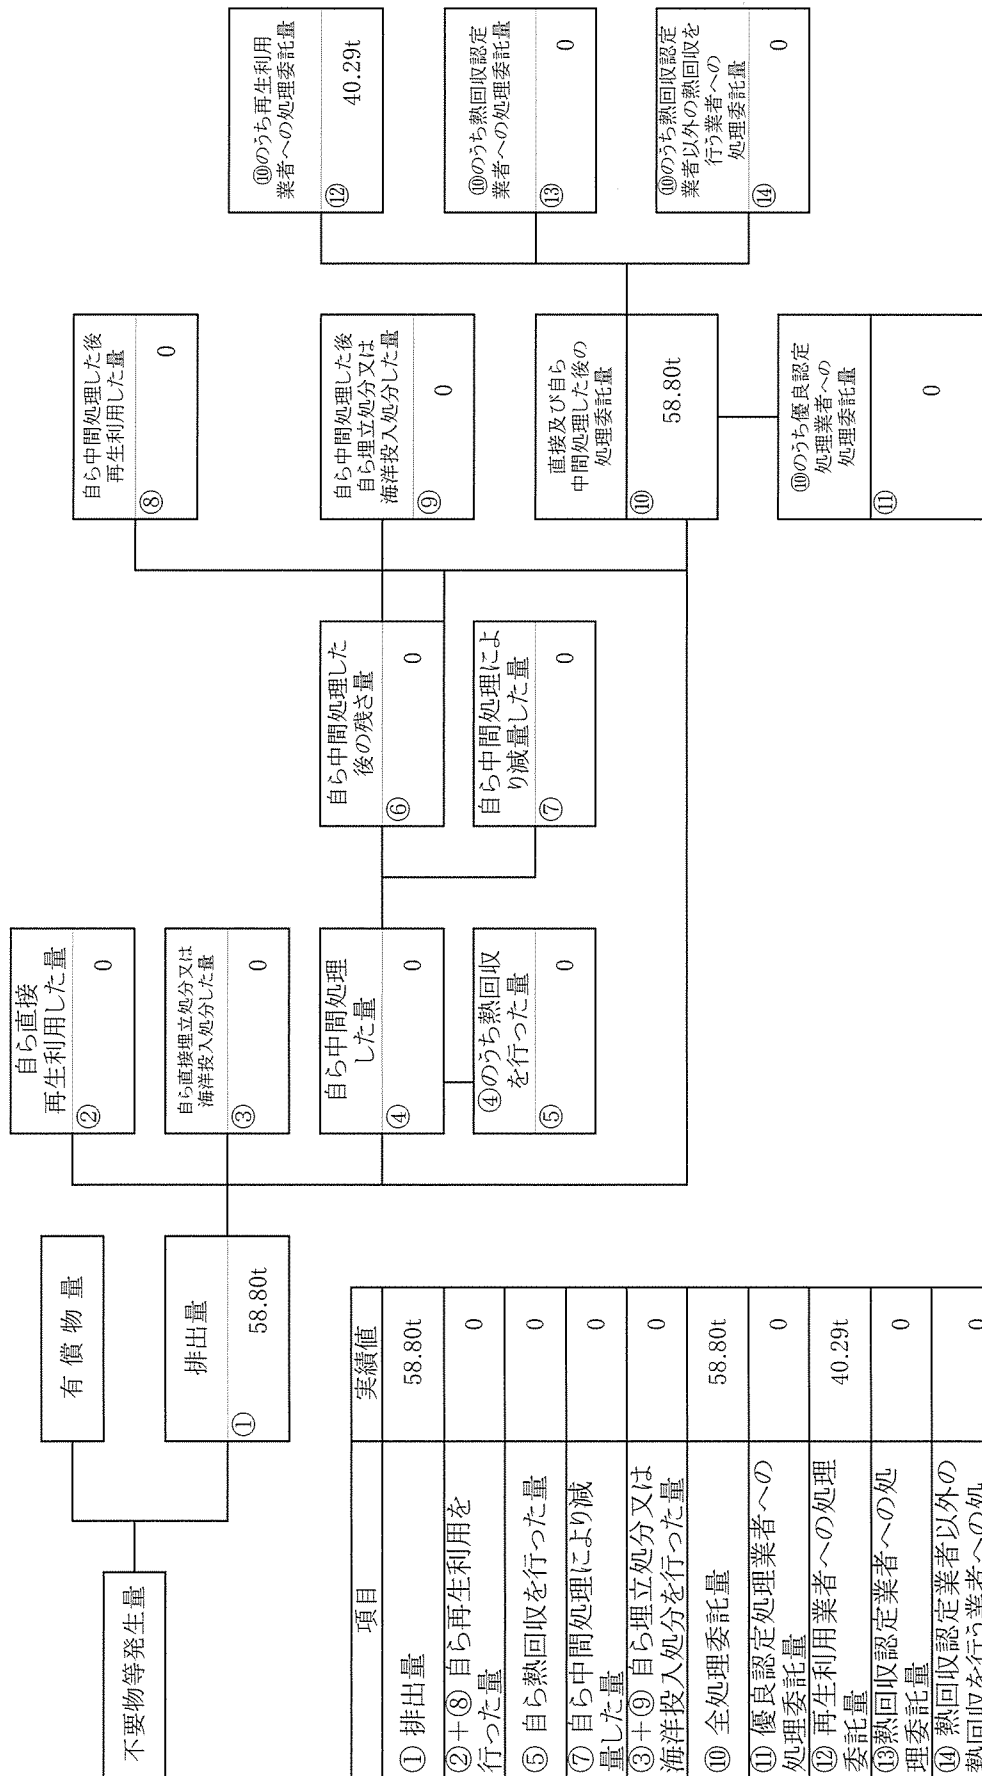 不要物等発生量
有償物量
排出量
① 58.80t
自ら直接
再生利用した量
② 0
自ら直接埋立処分又は
海洋投入処分した量
③ 0
自ら中間処理
した量
④ 0
④のうち熱回収
を行った量
⑤ 0
自ら中間処理した
後の残さ量
⑥ 0
自ら中間処理によ
り減量した量
⑦ 0
自ら中間処理した後
再生利用した量
⑧ 0
自ら中間処理した後
自ら埋立処分又は
海洋投入処分した量
⑨ 0
直接及び自ら
中間処理した後の
処理委託量
⑩ 58.80t
⑩のうち優良認定
処理業者への
処理委託量
⑪ 0
⑩のうち再生利用
業者への処理委託量
⑫ 40.29t
⑩のうち熱回収認定
業者への処理委託量
⑬ 0
⑩のうち熱回収認定
業者以外の熱回収を
行う業者への
処理委託量
⑭ 0
項目 実績値
① 排出量 58.80t
②+⑧ 自ら再生利用を
行った量 0
⑤ 自ら熱回収を行った量 0
⑦ 自ら中間処理により減
量した量 0
③+⑨ 自ら埋立処分又は
海洋投入処分を行った量 0
⑩ 全処理委託量 58.80t
⑪ 優良認定処理業者への
処理委託量 0
⑫ 再生利用業者への処理
委託量 40.29t
⑬熱回収認定業者への処
理委託量 0
⑭ 熱回収認定業者以外の
熱回収を行う業者への処 0